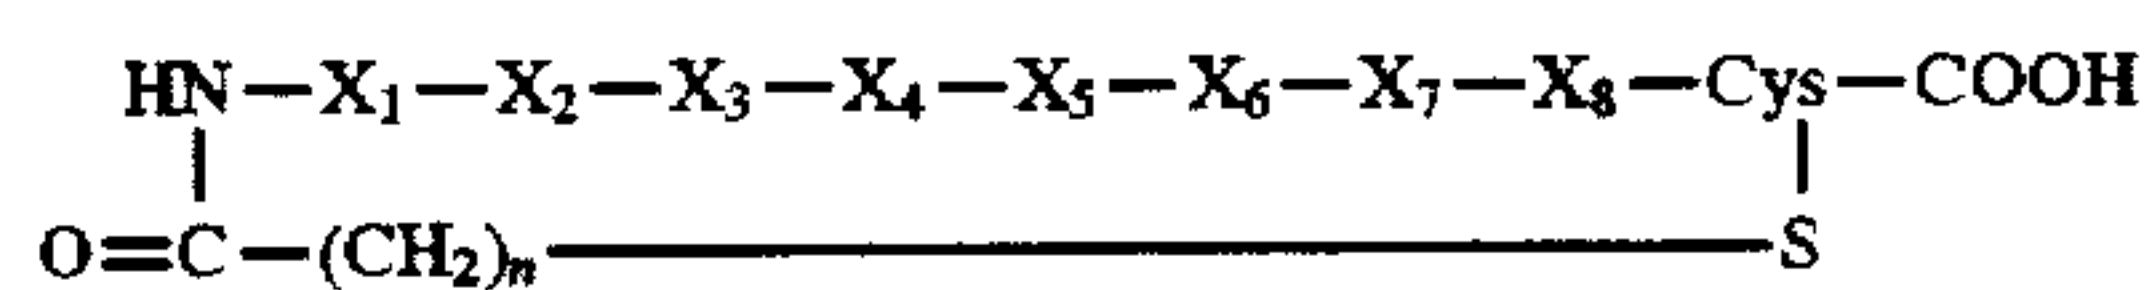 HN—X₁—X₂—X₃—X₄—X₅—X₆—X₇—X₈—Cys—COOH
O=C—(CH₂)ₙ—S